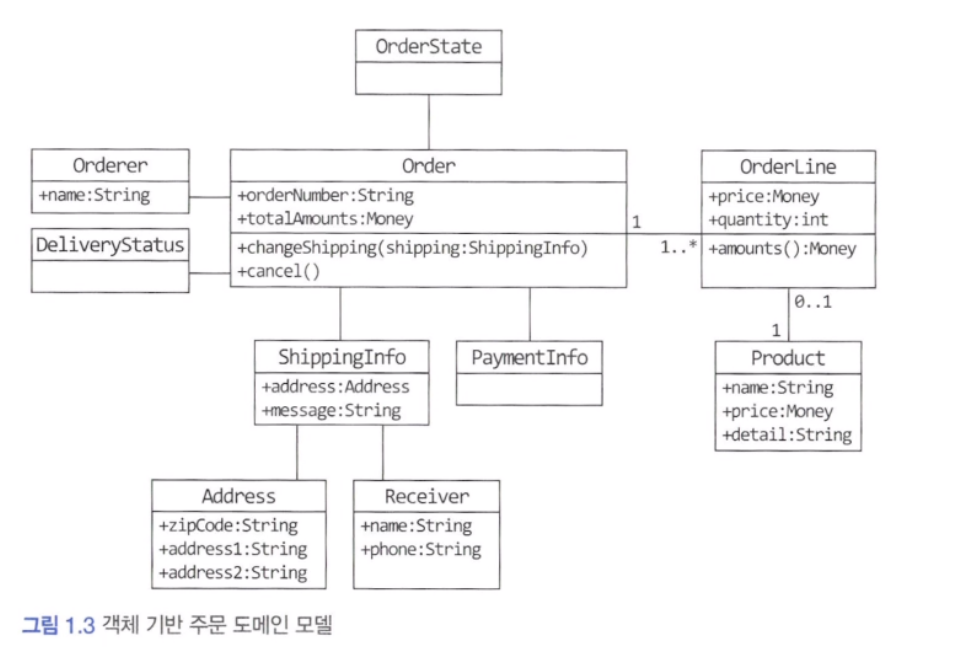 OrderState
Orderer
+name:String
DeliveryStatus
Order
+orderNumber:String
+totalAmounts:Money
+changeShipping(shipping:ShippingInfo)
+cancel()
1
1..*
OrderLine
+price:Money
+quantity:int
+amounts():Money
0..1
1
ShippingInfo
+address:Address
+message:String
PaymentInfo
Product
+name:String
+price:Money
+detail:String
Address
+zipCode:String
+address1:String
+address2:String
Receiver
+name:String
+phone:String
그림 1.3 객체 기반 주문 도메인 모델